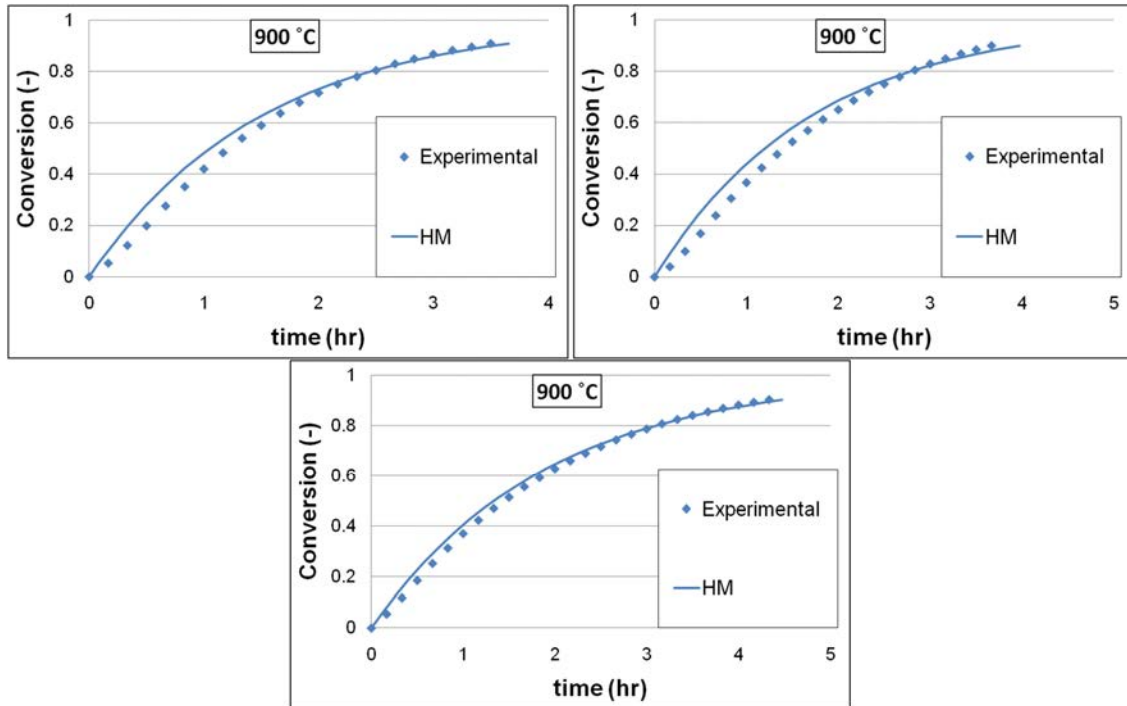 900 °C
Conversion (-)
1
0.8
0.6
0.4
0.2
0
Experimental
HM
0 1 2 3 4
time (hr)
900 °C
Conversion (-)
1
0.8
0.6
0.4
0.2
0
Experimental
HM
0 1 2 3 4 5
time (hr)
900 °C
Conversion (-)
1
0.8
0.6
0.4
0.2
0
Experimental
HM
0 1 2 3 4 5
time (hr)